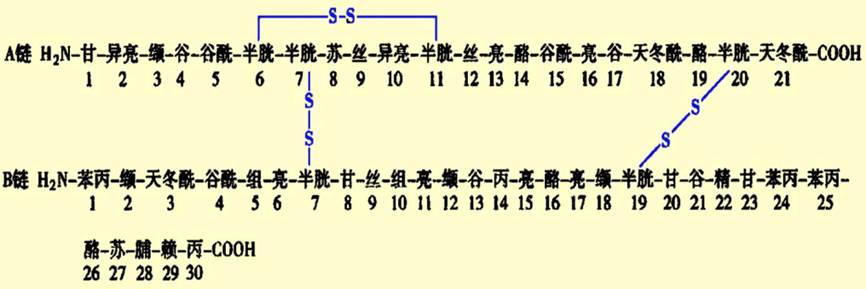 S-S
A链 H₂N-甘-异亮-缬-谷-谷酰-半胱-半胱-苏-丝-异亮-半胱-丝-亮-酪-谷酰-亮-谷-天冬酰-酪-半胱-天冬酰-COOH
1 2 3 4 5 6 7 8 9 10 11 12 13 14 15 16 17 18 19 20 21
S S
S S
B链 H₂N-苯丙-缬-天冬酰-谷酰-组-亮-半胱-甘-丝-组-亮-缬-谷-丙-亮-酪-亮-缬-半胱-甘-谷-精-甘-苯丙-苯丙-
1 2 3 4 5 6 7 8 9 10 11 12 13 14 15 16 17 18 19 20 21 22 23 24 25
酪-苏-脯-赖-丙-COOH
26 27 28 29 30